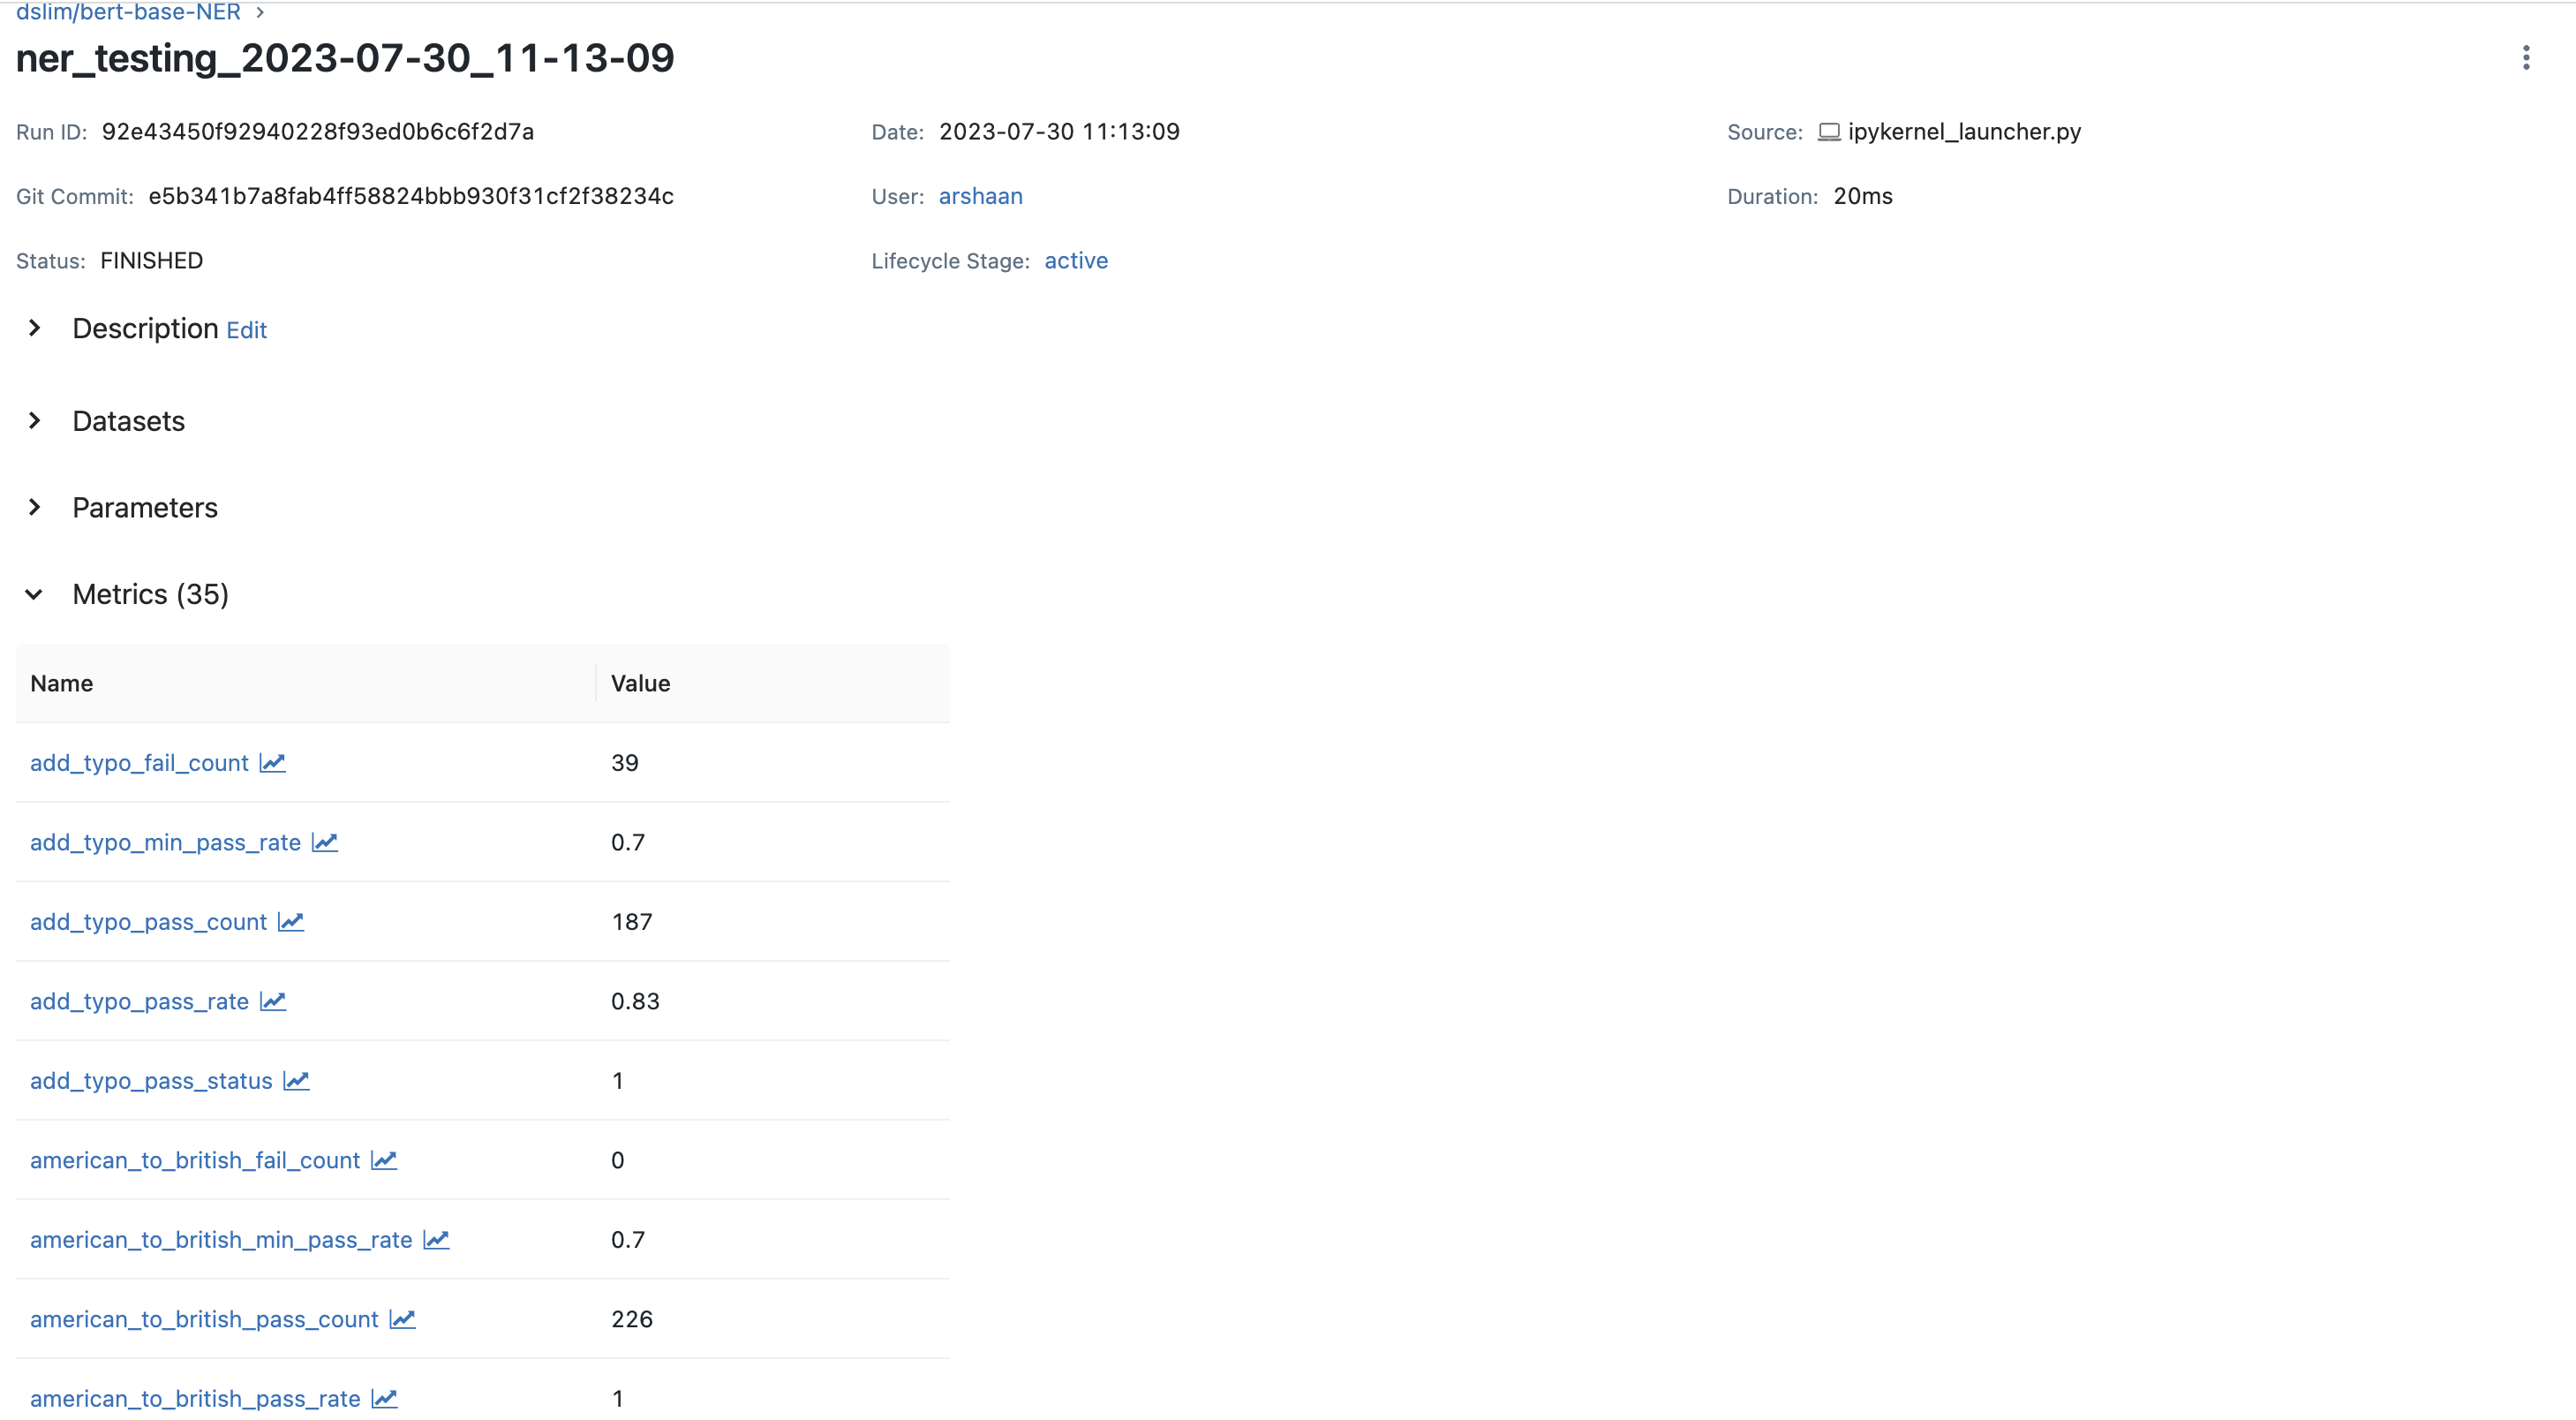 dslim/bert-base-NER >
ner_testing_2023-07-30_11-13-09
Run ID: 92e43450f92940228f93ed0b6c6f2d7a
Date: 2023-07-30 11:13:09
Source: ipykernel_launcher.py
Git Commit: e5b341b7a8fab4ff58824bbb930f31cf2f38234c
User: arshaan
Duration: 20ms
Status: FINISHED
Lifecycle Stage: active
Description Edit
Datasets
Parameters
Metrics (35)
Name Value
add_typo_fail_count 39
add_typo_min_pass_rate 0.7
add_typo_pass_count 187
add_typo_pass_rate 0.83
add_typo_pass_status 1
american_to_british_fail_count 0
american_to_british_min_pass_rate 0.7
american_to_british_pass_count 226
american_to_british_pass_rate 1